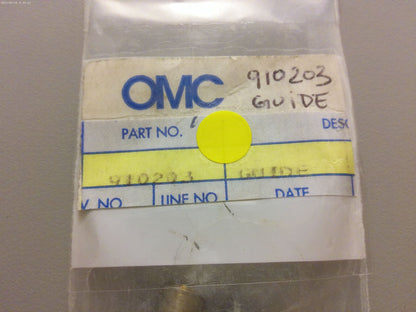 OMC 910203
GUIDE
PART NO. DESC
910203 GUIDE
V. NO LINE NO DATE